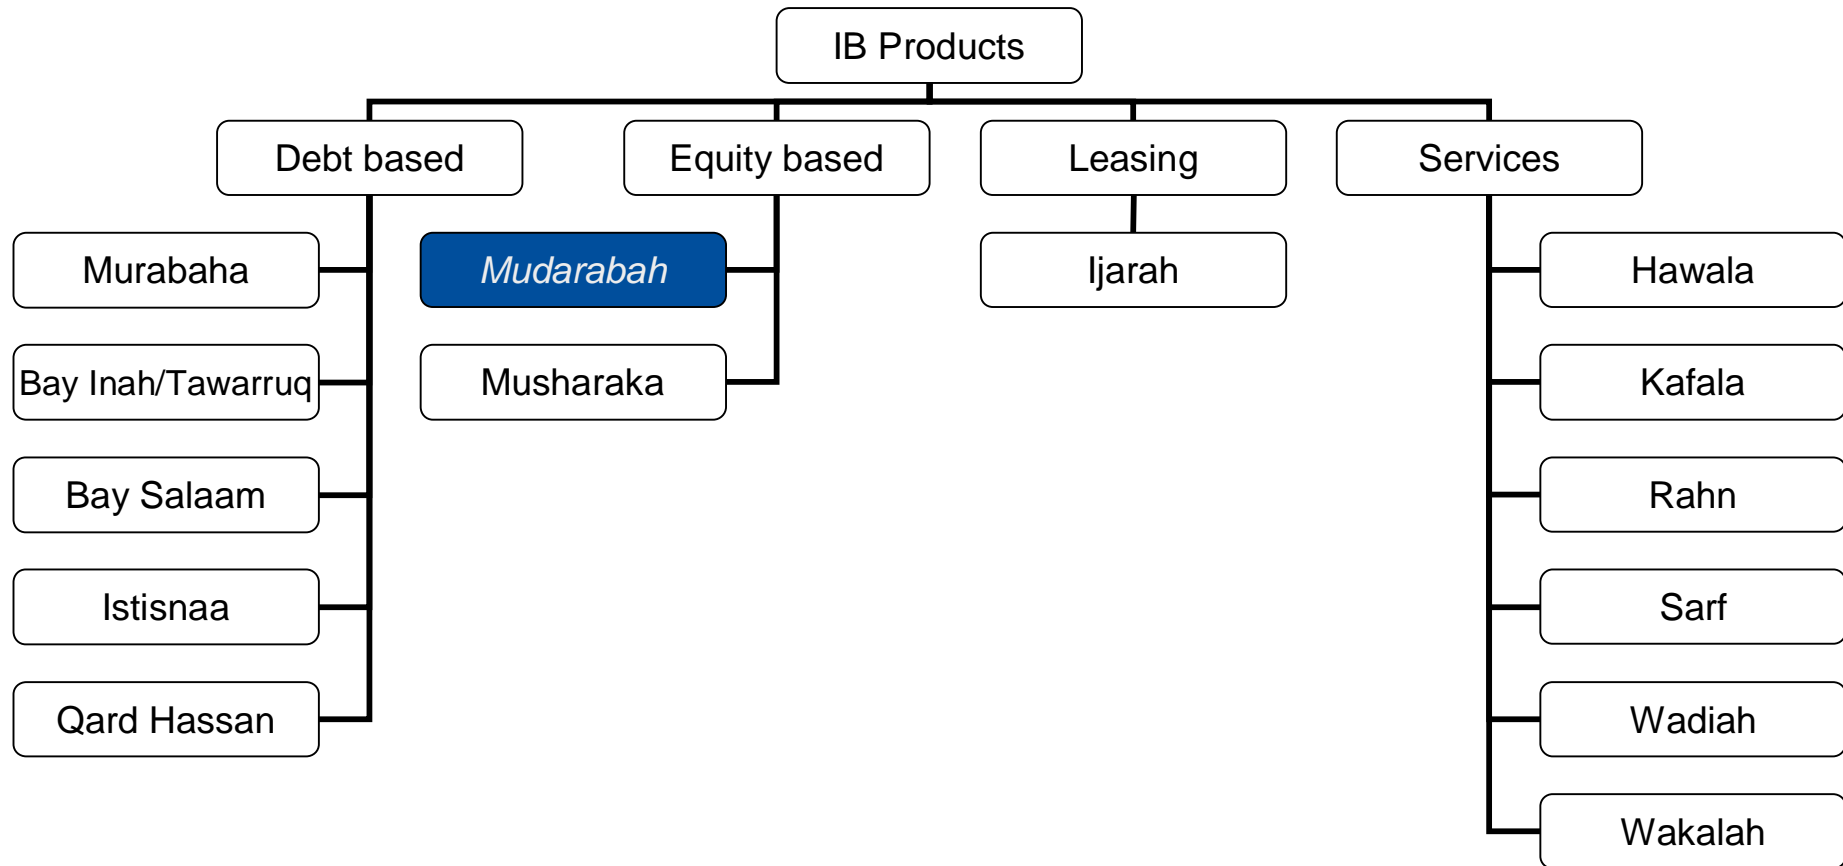 IB Products
Debt based
Equity based
Leasing
Services
Murabaha
Mudarabah
Ijarah
Hawala
Bay Inah/Tawarruq
Musharaka
Kafala
Bay Salaam
Rahn
Istisnaa
Sarf
Qard Hassan
Wadiah
Wakalah